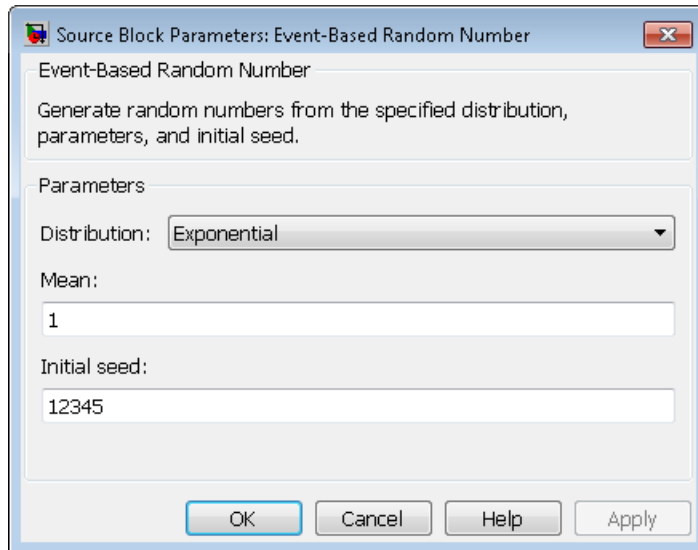 Source Block Parameters: Event-Based Random Number
Event-Based Random Number
Generate random numbers from the specified distribution,
parameters, and initial seed.
Parameters
Distribution: Exponential
Mean:
1
Initial seed:
12345
OK Cancel Help Apply